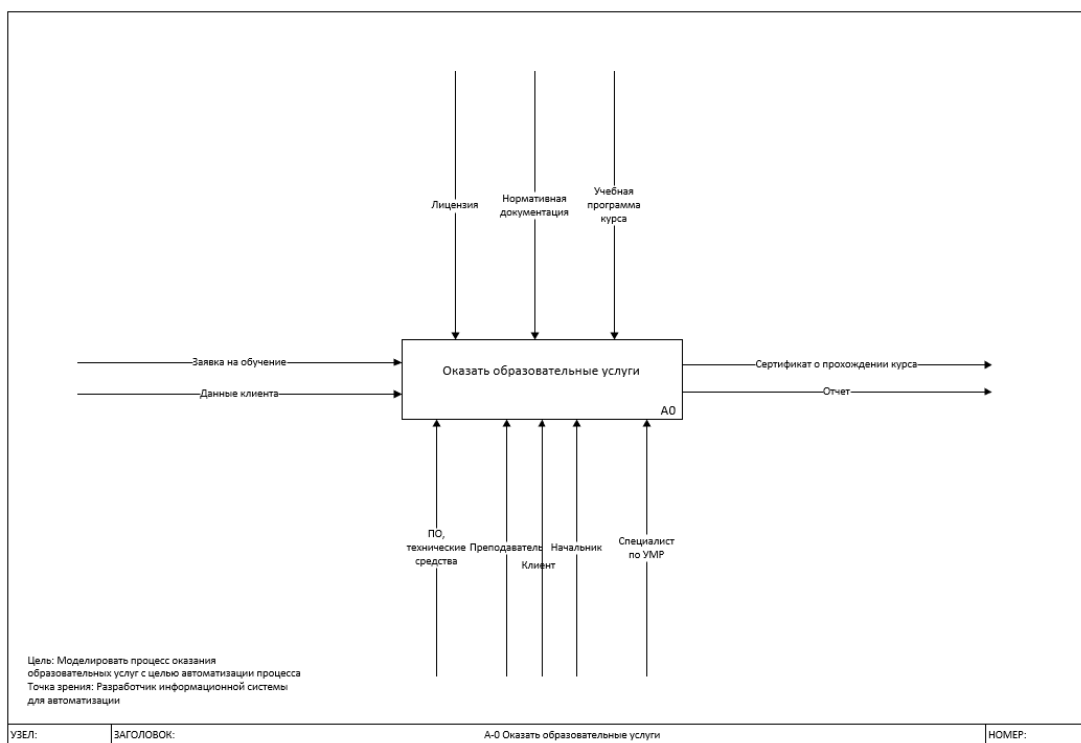 Лицензия
Нормативная
документация
Учебная
программа
курса
Заявка на обучение
Данные клиента
Оказать образовательные услуги
A0
Сертификат о прохождении курса
Отчет
ПО,
технические
средства
Преподаватель
Клиент
Начальник
Специалист
по УМР
Цель: Моделировать процесс оказания
образовательных услуг с целью автоматизации процесса
Точка зрения: Разработчик информационной системы
для автоматизации
УЗЕЛ:
ЗАГОЛОВОК:
A-0 Оказать образовательные услуги
НОМЕР: